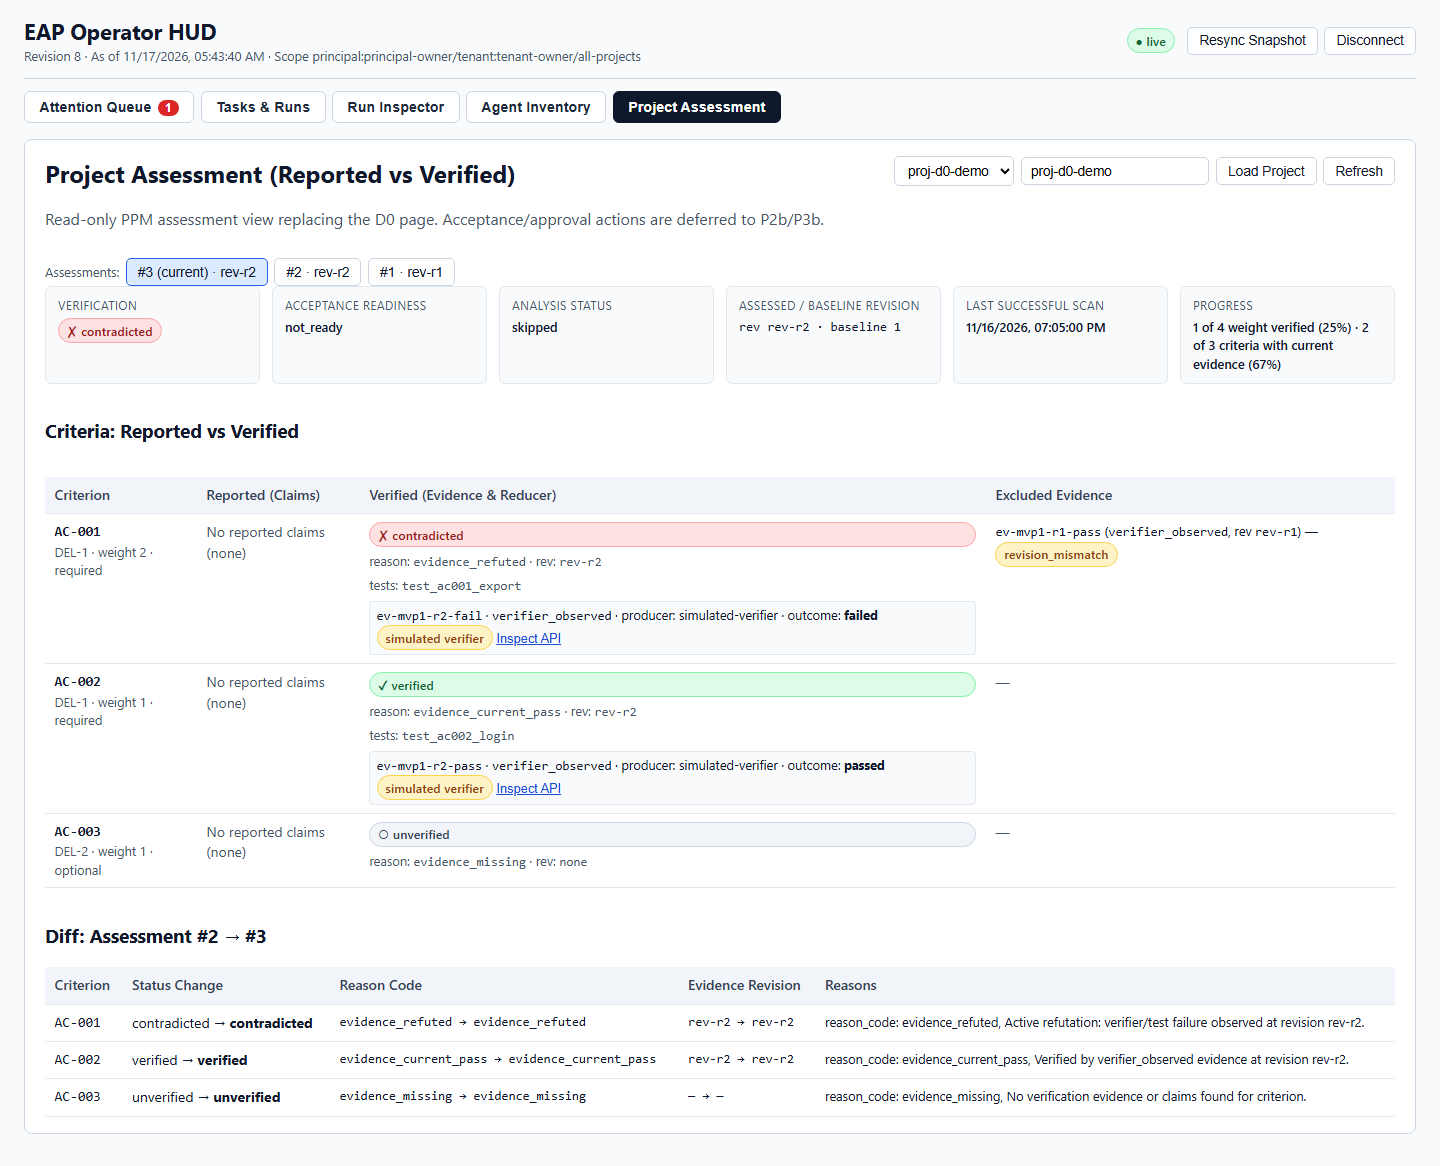 EAP Operator HUD
Revision 8 · As of 11/17/2026, 05:43:40 AM · Scope principal:principal-owner/tenant:tenant-owner/all-projects
● live
Resync Snapshot
Disconnect
Attention Queue 1
Tasks & Runs
Run Inspector
Agent Inventory
Project Assessment
Project Assessment (Reported vs Verified)
proj-d0-demo
proj-d0-demo
Load Project
Refresh
Read-only PPM assessment view replacing the D0 page. Acceptance/approval actions are deferred to P2b/P3b.
Assessments:
#3 (current) · rev-r2
#2 · rev-r2
#1 · rev-r1
VERIFICATION
✗ contradicted
ACCEPTANCE READINESS
not_ready
ANALYSIS STATUS
skipped
ASSESSED / BASELINE REVISION
rev rev-r2 · baseline 1
LAST SUCCESSFUL SCAN
11/16/2026, 07:05:00 PM
PROGRESS
1 of 4 weight verified (25%) · 2
of 3 criteria with current
evidence (67%)
Criteria: Reported vs Verified
Criterion
Reported (Claims)
Verified (Evidence & Reducer)
Excluded Evidence
AC-001
DEL-1 · weight 2 ·
required
No reported claims
(none)
✗ contradicted
reason: evidence_refuted · rev: rev-r2
tests: test_ac001_export
ev-mvp1-r2-fail · verifier_observed · producer: simulated-verifier · outcome: failed
simulated verifier Inspect API
ev-mvp1-r1-pass (verifier_observed, rev rev-r1) —
revision_mismatch
AC-002
DEL-1 · weight 1 ·
required
No reported claims
(none)
✓ verified
reason: evidence_current_pass · rev: rev-r2
tests: test_ac002_login
ev-mvp1-r2-pass · verifier_observed · producer: simulated-verifier · outcome: passed
simulated verifier Inspect API
—
AC-003
DEL-2 · weight 1 ·
optional
No reported claims
(none)
○ unverified
reason: evidence_missing · rev: none
—
Diff: Assessment #2 → #3
Criterion
Status Change
Reason Code
Evidence Revision
Reasons
AC-001
contradicted → contradicted
evidence_refuted → evidence_refuted
rev-r2 → rev-r2
reason_code: evidence_refuted, Active refutation: verifier/test failure observed at revision rev-r2.
AC-002
verified → verified
evidence_current_pass → evidence_current_pass
rev-r2 → rev-r2
reason_code: evidence_current_pass, Verified by verifier_observed evidence at revision rev-r2.
AC-003
unverified → unverified
evidence_missing → evidence_missing
— → —
reason_code: evidence_missing, No verification evidence or claims found for criterion.